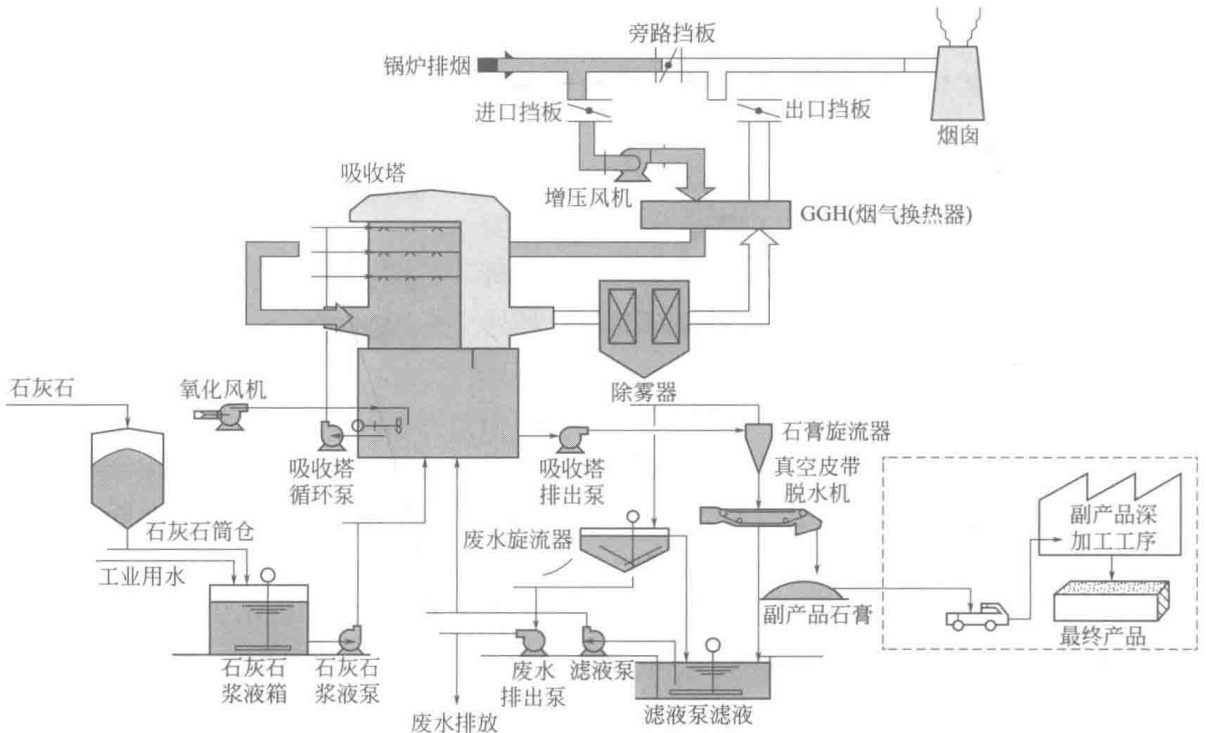 旁路挡板
锅炉排烟
进口挡板
出口挡板
烟囱
吸收塔
增压风机
GGH(烟气换热器)
除雾器
石灰石
氧化风机
石膏旋流器
吸收塔
循环泵
吸收塔
排出泵
真空皮带
脱水机
石灰石筒仓
废水旋流器
副产品深
加工工序
工业用水
副产品石膏
最终产品
石灰石
浆液箱
石灰石
浆液泵
废水
排出泵
滤液泵
滤液泵滤液
废水排放